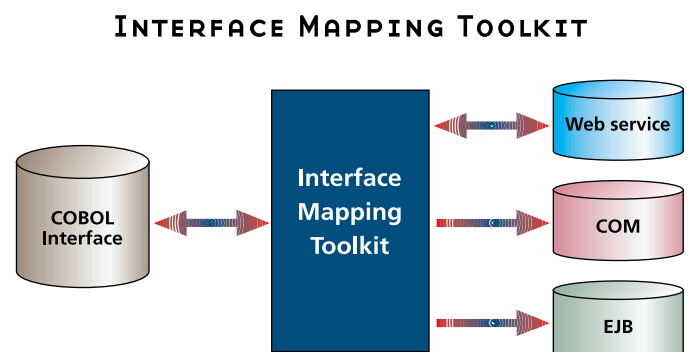 Interface Mapping Toolkit
COBOL
Interface
Interface
Mapping
Toolkit
Web service
COM
EJB